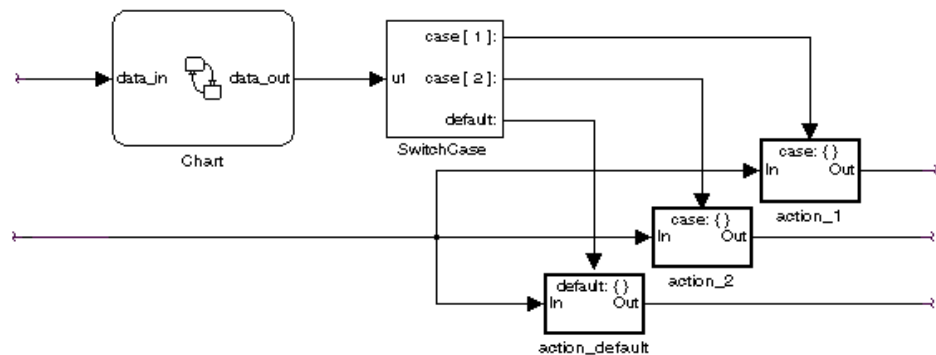 case [ 1 ]:
data_in data_out u1 case [ 2 ]:
default:
Chart SwitchCase
case: { }
In Out
action_1
case: { }
In Out
action_2
default: { }
In Out
action_default